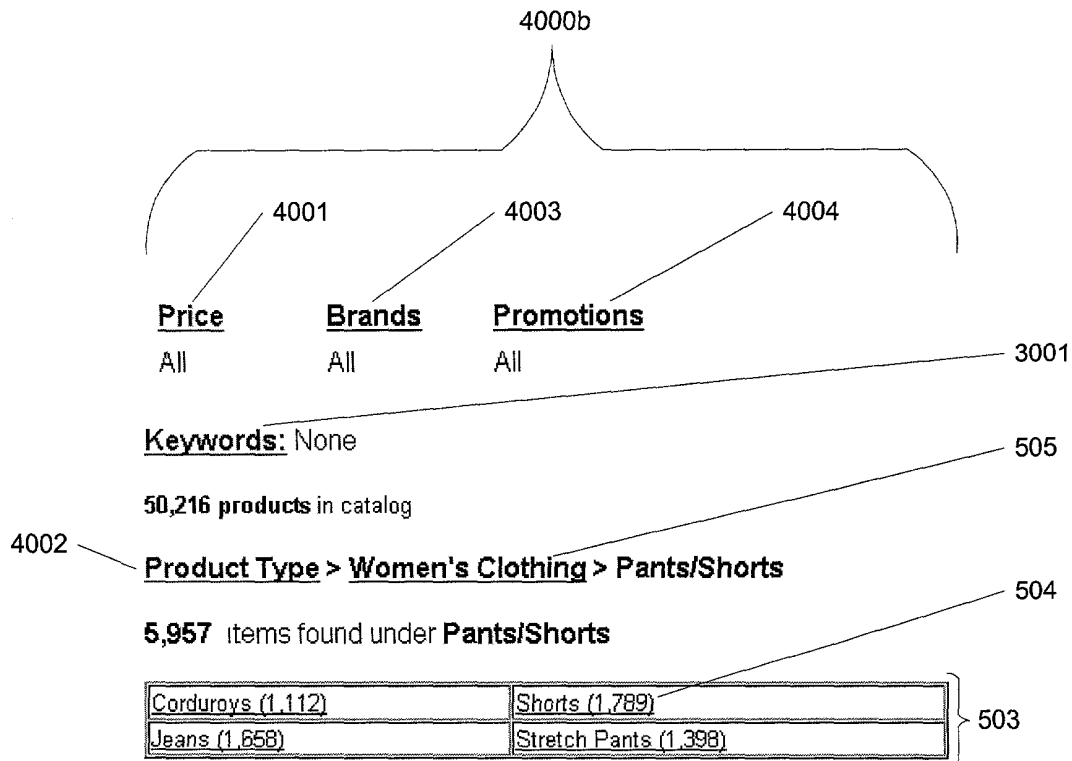 4000b
4001 4003 4004
Price Brands Promotions
All All All
3001
Keywords: None
505
50,216 products in catalog
4002
Product Type > Women's Clothing > Pants/Shorts
504
5,957 items found under Pants/Shorts
Corduroys (1,112) Shorts (1,789)
503
Jeans (1,658) Stretch Pants (1,398)